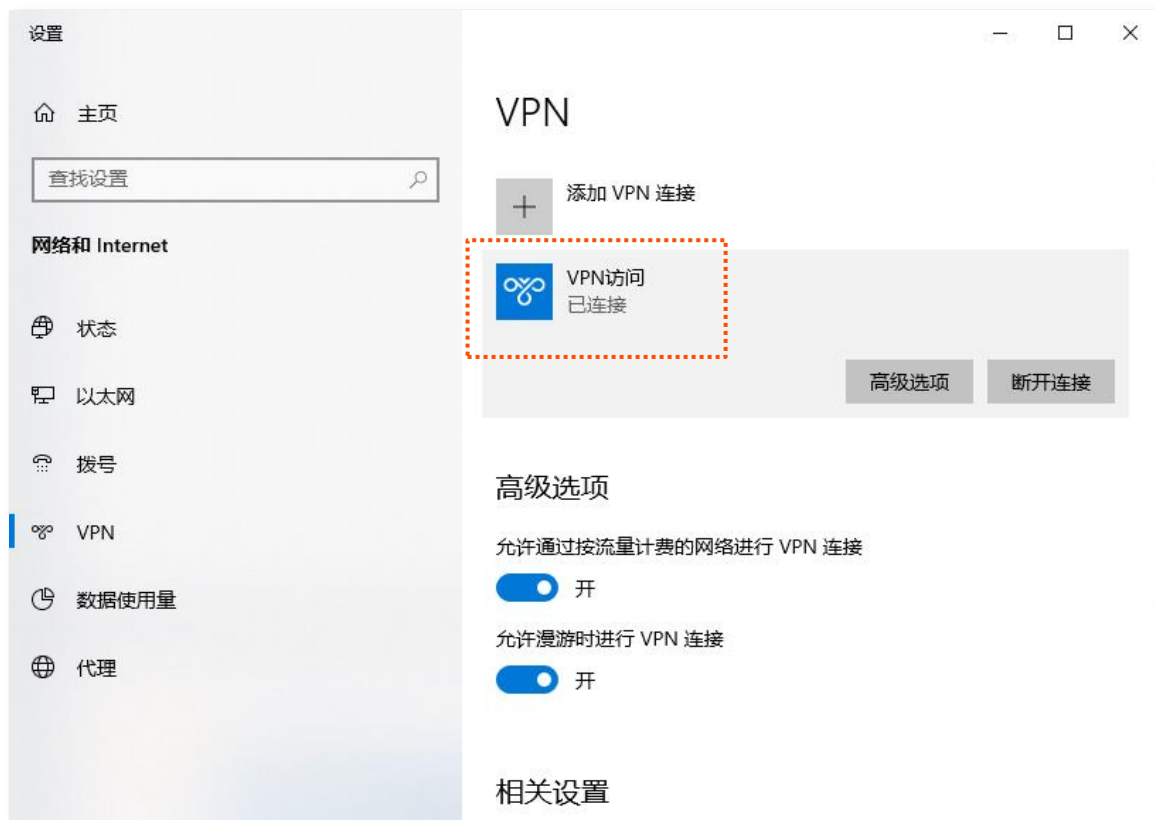 设置
主页
查找设置
网络和 Internet
状态
以太网
拨号
VPN
数据使用量
代理
VPN
添加 VPN 连接
VPN访问
已连接
高级选项
断开连接
高级选项
允许通过按流量计费的网络进行 VPN 连接
开
允许漫游时进行 VPN 连接
开
相关设置